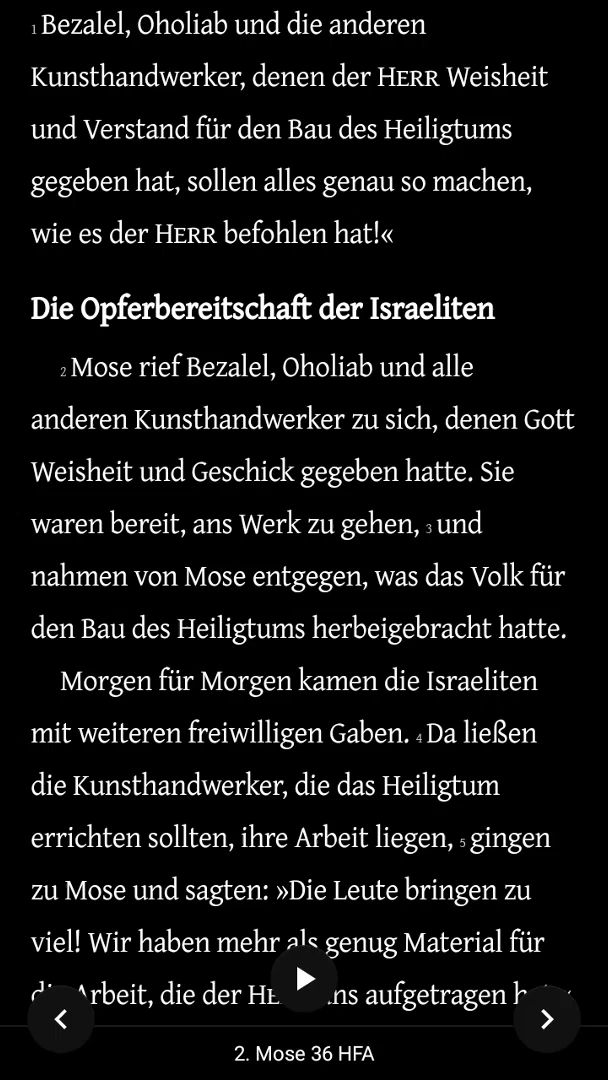 1 Bezalel, Oholiab und die anderen
Kunsthandwerker, denen der HERR Weisheit
und Verstand für den Bau des Heiligtums
gegeben hat, sollen alles genau so machen,
wie es der HERR befohlen hat!«
Die Opferbereitschaft der Israeliten
2 Mose rief Bezalel, Oholiab und alle
anderen Kunsthandwerker zu sich, denen Gott
Weisheit und Geschick gegeben hatte. Sie
waren bereit, ans Werk zu gehen, 3 und
nahmen von Mose entgegen, was das Volk für
den Bau des Heiligtums herbeigebracht hatte.
Morgen für Morgen kamen die Israeliten
mit weiteren freiwilligen Gaben. 4 Da ließen
die Kunsthandwerker, die das Heiligtum
errichten sollten, ihre Arbeit liegen, 5 gingen
zu Mose und sagten: »Die Leute bringen zu
viel! Wir haben mehr als genug Material für
Arbeit, die der aufgetragen
2. Mose 36 HFA